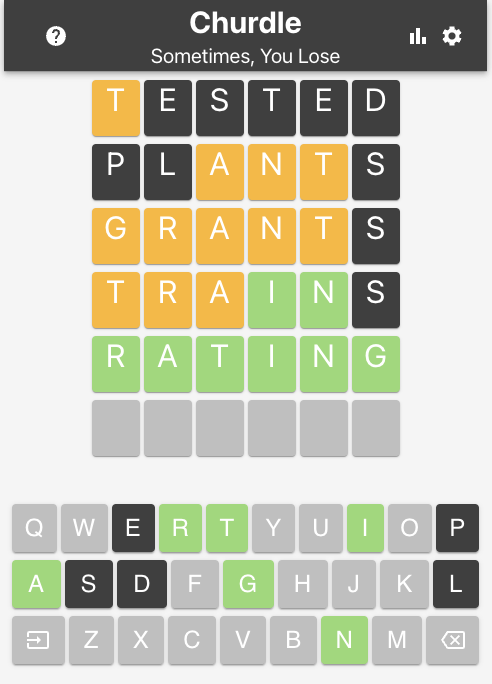 ?
Churdle
Sometimes, You Lose
T E S T E D
P L A N T S
G R A N T S
T R A I N S
R A T I N G
Q W E R T Y U I O P
A S D F G H J K L
Z X C V B N M